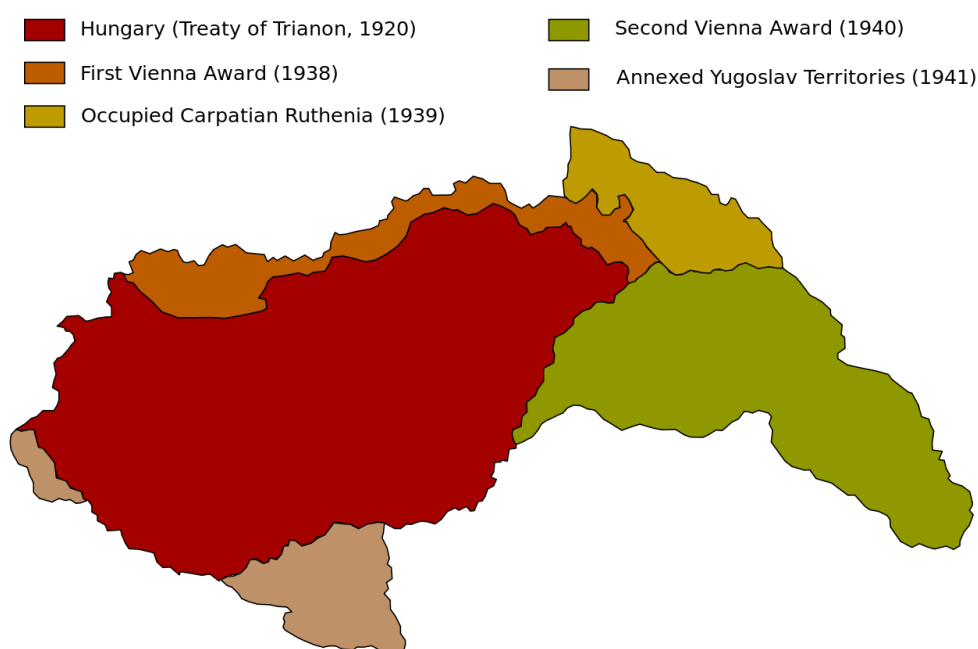 Hungary (Treaty of Trianon, 1920)
First Vienna Award (1938)
Occupied Carpatian Ruthenia (1939)
Second Vienna Award (1940)
Annexed Yugoslav Territories (1941)